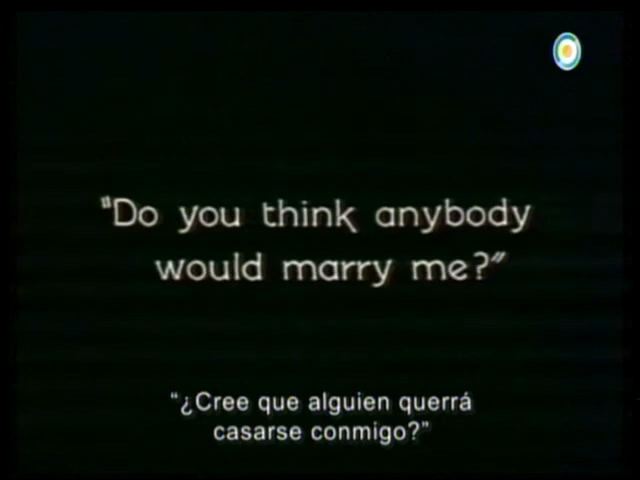 "Do you think anybody
would marry me?"
"¿Cree que alguien querrá
casarse conmigo?"